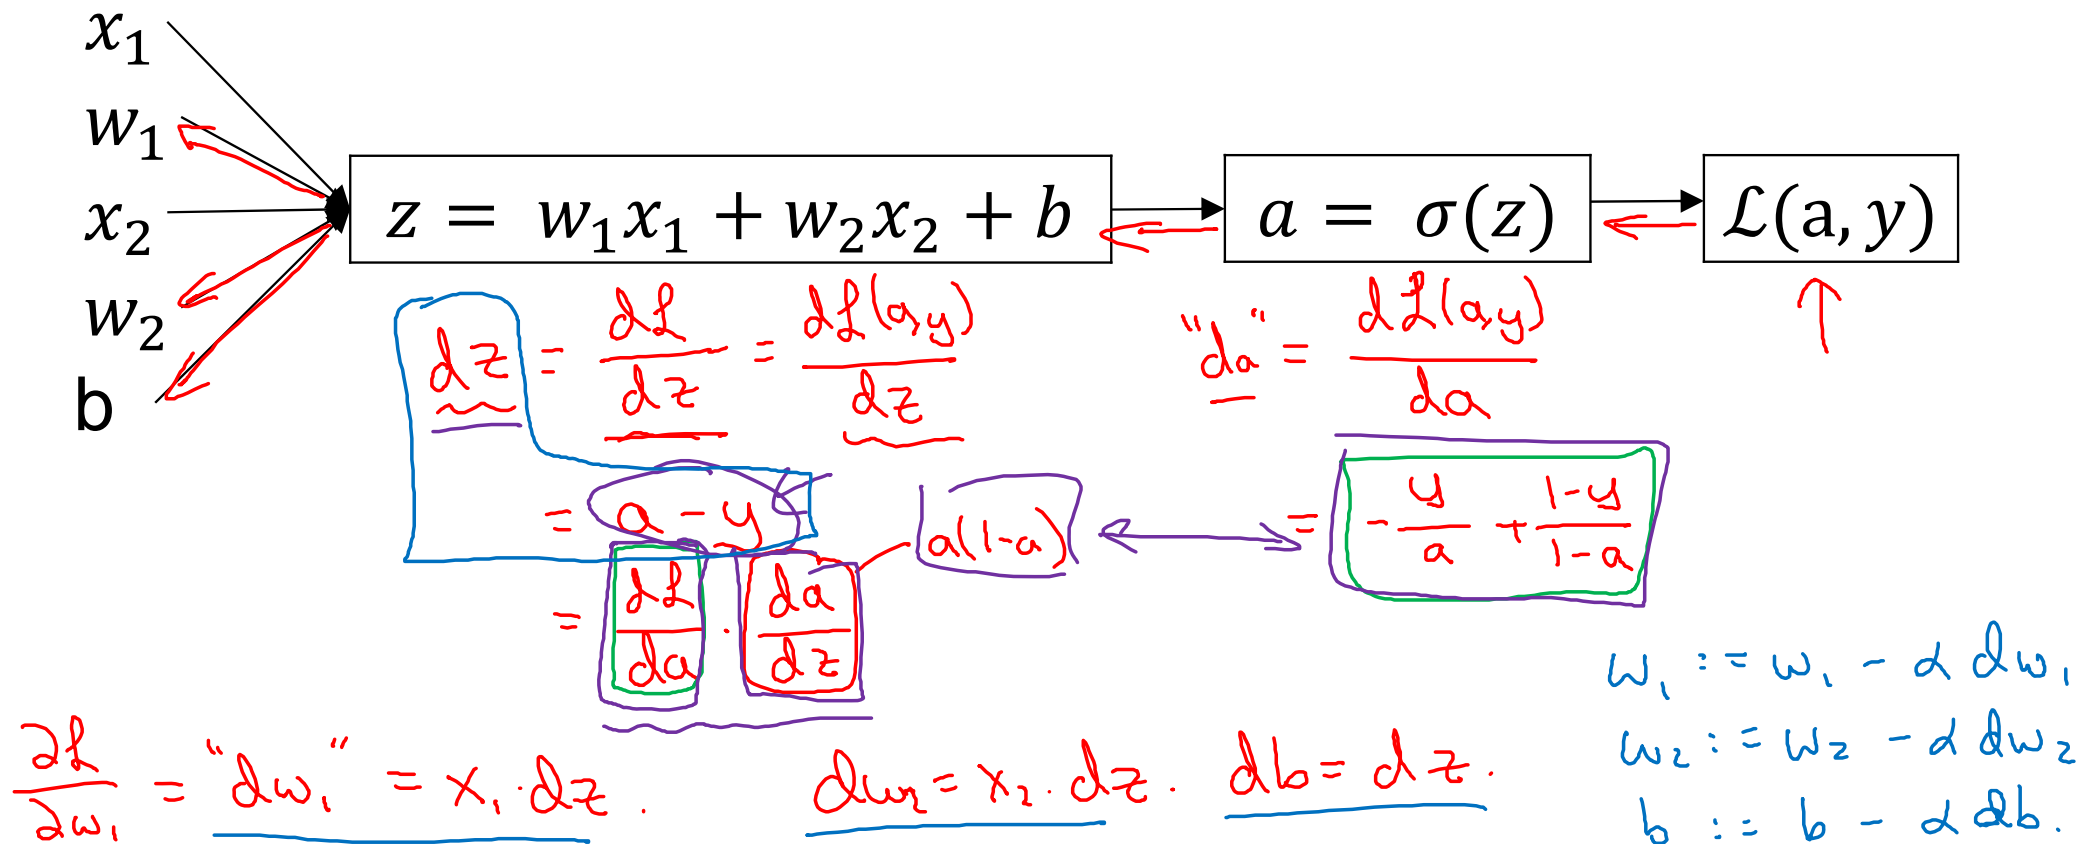 x₁
w₁
x₂
w₂
b
z = w₁x₁ + w₂x₂ + b
a = σ(z)
ℒ(a, y)
dz = dℒ/dz = dℒ(a,y)/dz
= a - y
= dℒ/da · da/dz
a(1-a)
"da" = dℒ(a,y)/da
= -y/a + (1-y)/(1-a)
∂ℒ/∂w₁ = "dw₁" = x₁·dz.
dw₂ = x₂·dz.
db = dz.
w₁ := w₁ - α dw₁
w₂ := w₂ - α dw₂
b := b - α db.